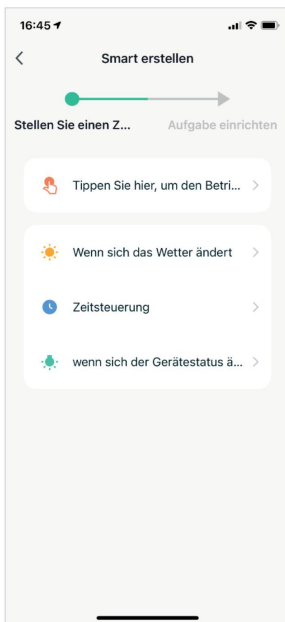 16:45
Smart erstellen
Stellen Sie einen Z... Aufgabe einrichten
Tippen Sie hier, um den Betri...
Wenn sich das Wetter ändert
Zeitsteuerung
wenn sich der Gerätestatus ä...